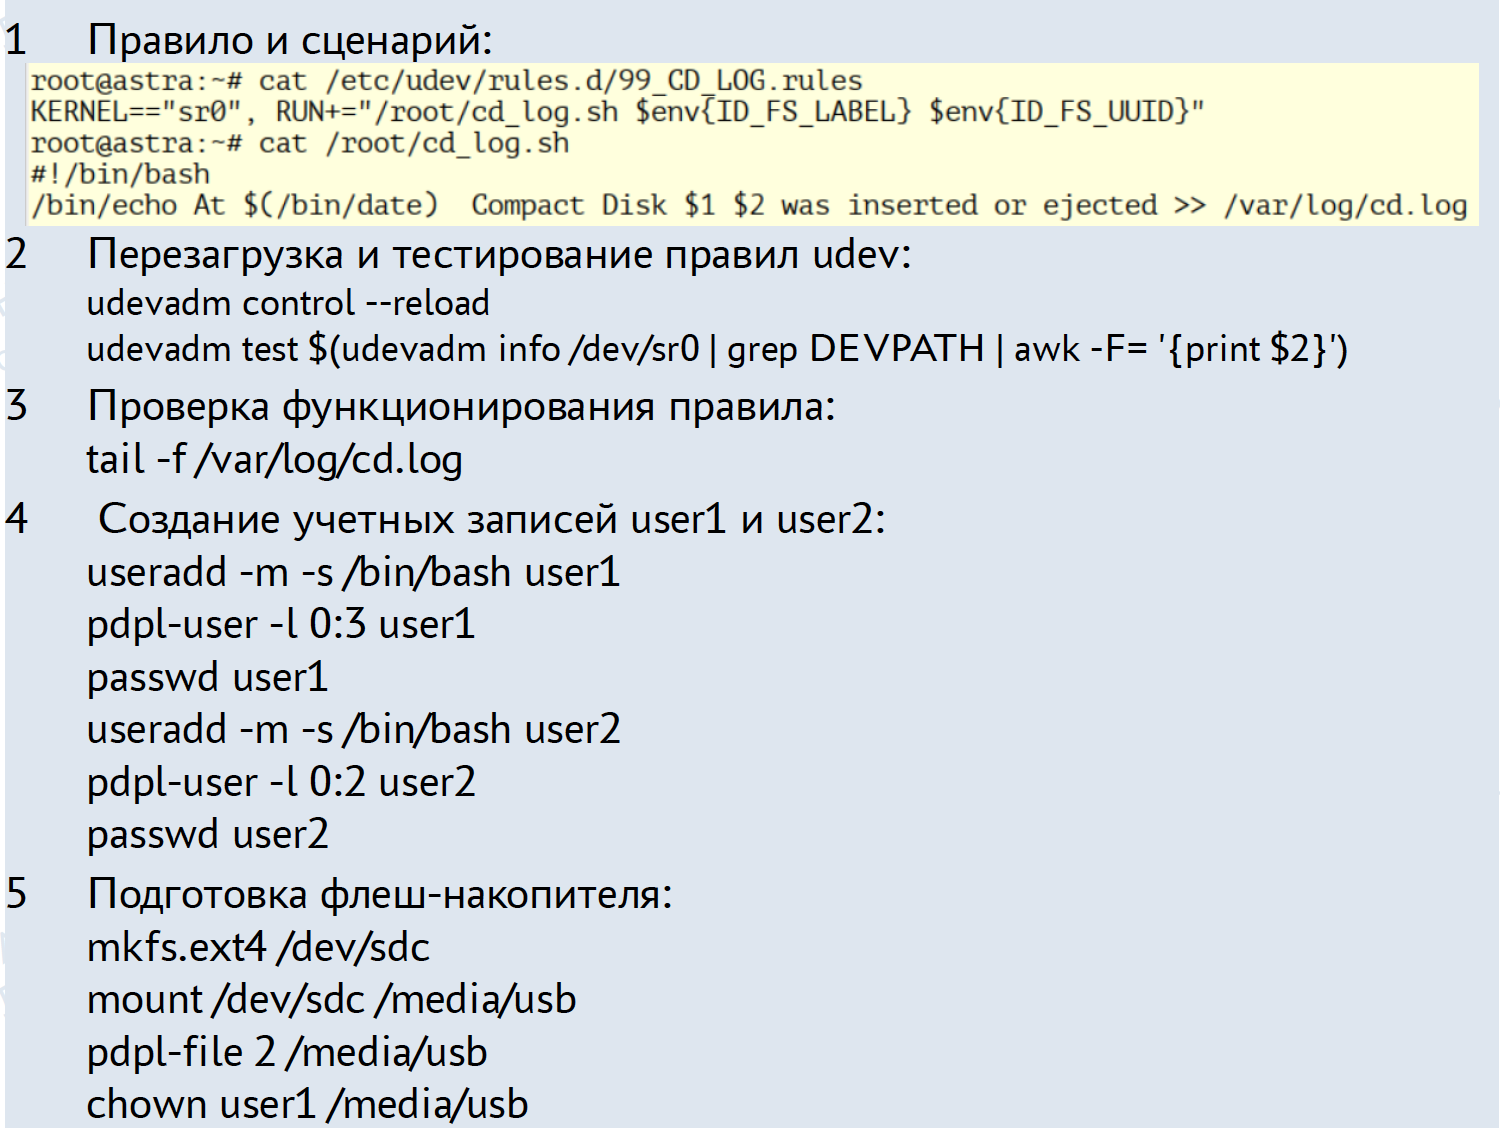 1 Правило и сценарий:
root@astra:~# cat /etc/udev/rules.d/99_CD_LOG.rules
KERNEL=="sr0", RUN+="/root/cd_log.sh $env{ID_FS_LABEL} $env{ID_FS_UUID}"
root@astra:~# cat /root/cd_log.sh
#!/bin/bash
/bin/echo At $(/bin/date)  Compact Disk $1 $2 was inserted or ejected >> /var/log/cd.log
2 Перезагрузка и тестирование правил udev:
udevadm control --reload
udevadm test $(udevadm info /dev/sr0 | grep DEVPATH | awk -F= '{print $2}')
3 Проверка функционирования правила:
tail -f /var/log/cd.log
4 Создание учетных записей user1 и user2:
useradd -m -s /bin/bash user1
pdpl-user -l 0:3 user1
passwd user1
useradd -m -s /bin/bash user2
pdpl-user -l 0:2 user2
passwd user2
5 Подготовка флеш-накопителя:
mkfs.ext4 /dev/sdc
mount /dev/sdc /media/usb
pdpl-file 2 /media/usb
chown user1 /media/usb